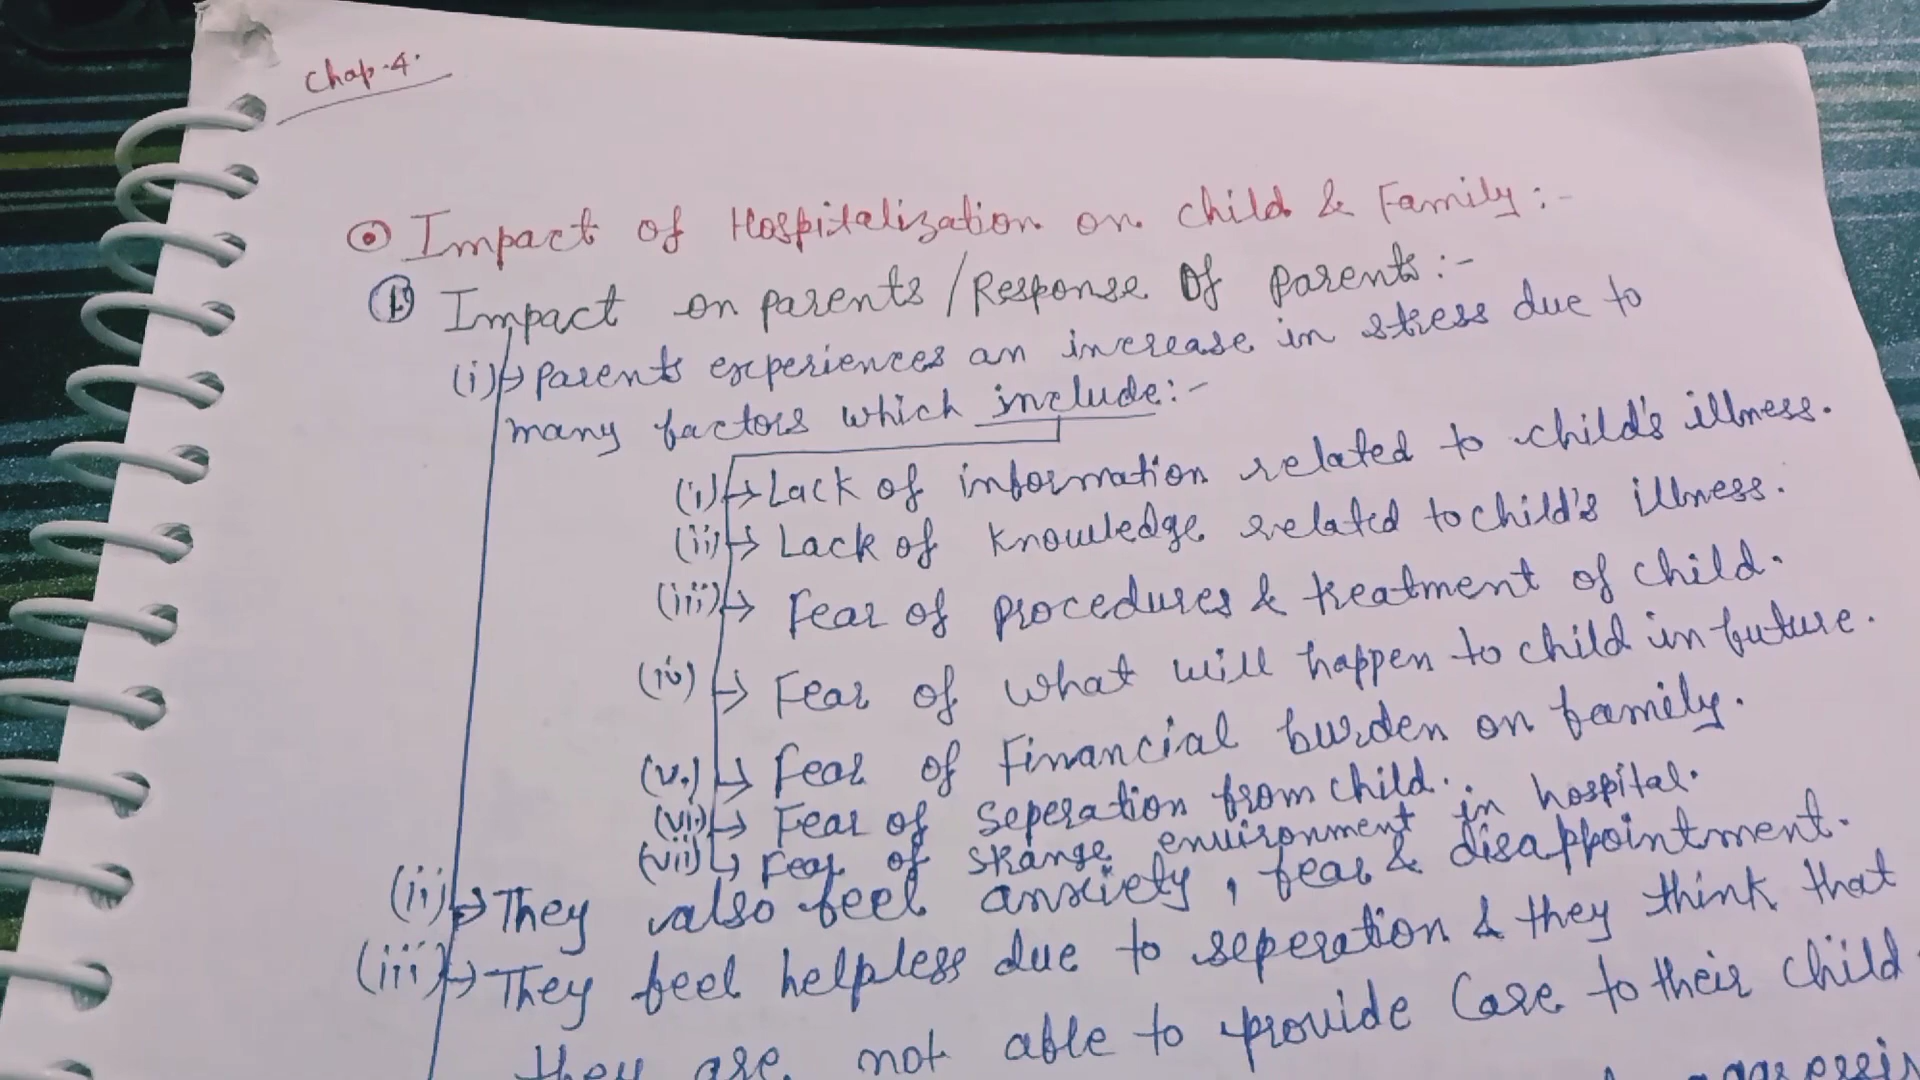 Chap-4.
Impact of Hospitalization on child & Family:-
① Impact on parents/Response Of parents:-
(i)→ parents experiences an increase in stress due to
many factors which include:-
(i)→ Lack of information related to child's illness.
(ii)→ Lack of knowledge related to child's illness.
(iii)→ Fear of procedures & treatment of child.
(iv)→ Fear of what will happen to child in future.
(v.)→ Fear of Financial burden on family.
(vi)→ Fear of seperation from child.
(vii)→ Fear of strange environment in hospital.
(ii)→ They also feel anxiety, fear & disappointment.
(iii)→ They feel helpless due to seperation & they think that
they are not able to provide Care to their child